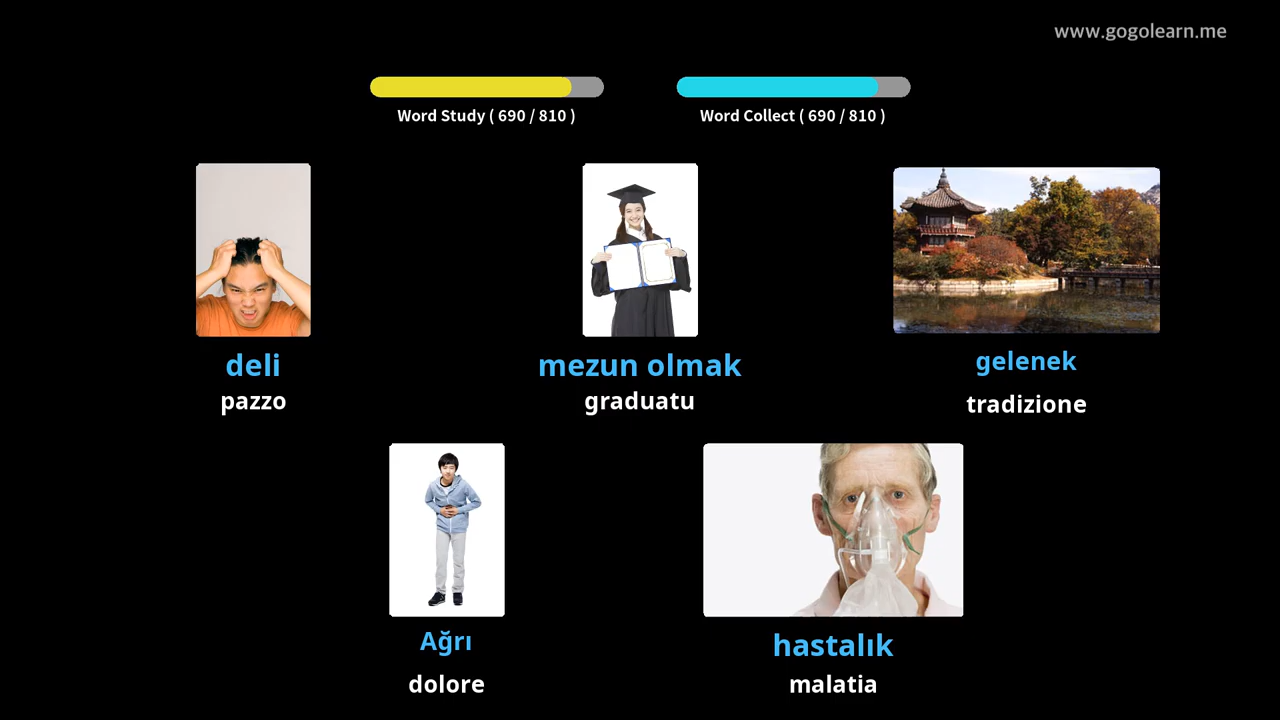 www.gogolearn.me
Word Study ( 690 / 810 )
Word Collect ( 690 / 810 )
deli
pazzo
mezun olmak
graduatu
gelenek
tradizione
Ağrı
dolore
hastalık
malatia